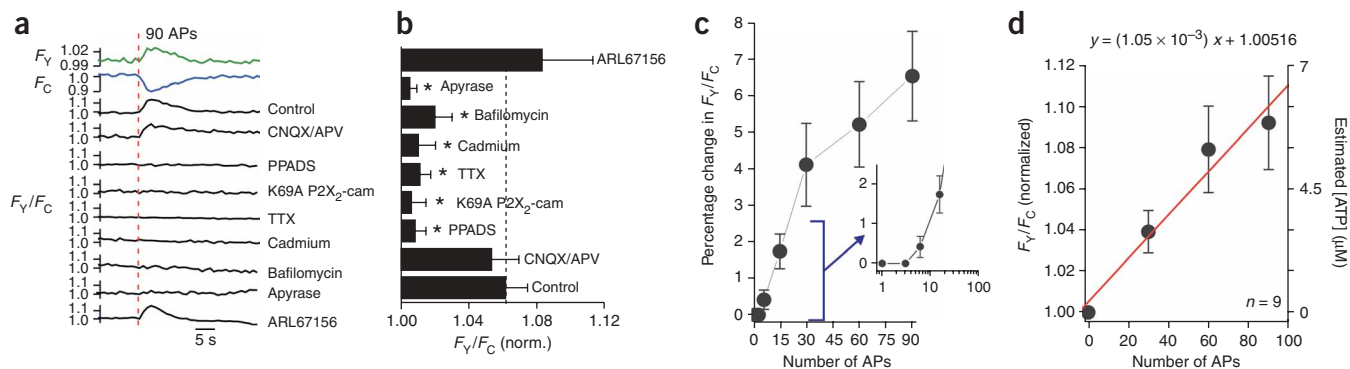 a
90 APs
F_Y 1.02
0.99
F_C 1.0
0.9
1.1
1.0 Control
1.1
1.0 CNQX/APV
1.1
1.0 PPADS
1.1
1.0 K69A P2X₂-cam
F_Y/F_C
1.1
1.0 TTX
1.1
1.0 Cadmium
1.1
1.0 Bafilomycin
1.1
1.0 Apyrase
1.1
1.0 ARL67156
5 s
b
ARL67156
* Apyrase
* Bafilomycin
* Cadmium
* TTX
* K69A P2X₂-cam
* PPADS
CNQX/APV
Control
1.00 1.04 1.08 1.12
F_Y/F_C (norm.)
c
Percentage change in F_Y/F_C
8
7
6
5
4
3
2
1
0
2
1
0
1 10 100
0 15 30 45 60 75 90
Number of APs
d
y = (1.05 × 10⁻³) x + 1.00516
F_Y/F_C (normalized)
1.12
1.10
1.08
1.06
1.04
1.02
1.00
7
4.5
0
Estimated [ATP] (μM)
n = 9
0 20 40 60 80 100
Number of APs